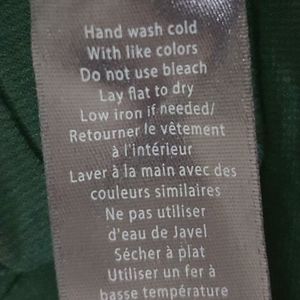 Hand wash cold
With like colors
Do not use bleach
Lay flat to dry
Low iron if needed/
Retourner le vêtement
à l'intérieur
Laver à la main avec des
couleurs similaires
Ne pas utiliser
d'eau de Javel
Sécher à plat
Utiliser un fer à
basse température